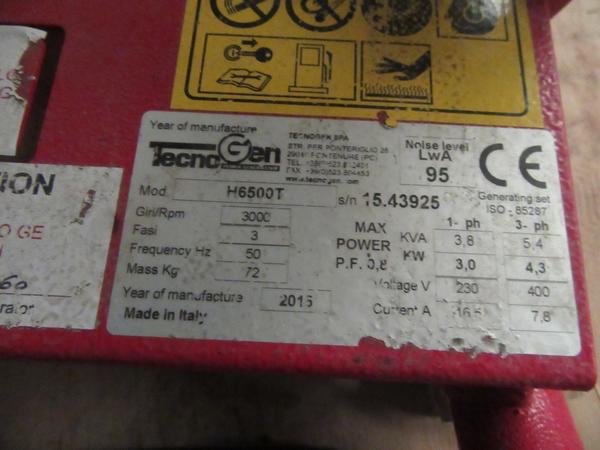 Year of manufacture
TecnoGen
TECNOGEN SPA
Noise level
LwA
95
CE
Mod. H6500T
s/n 15.43925
Generating set
ISO - 85287
Giri/Rpm 3000
Fasi 3
Frequency Hz 50
Mass Kg 72
Year of manufacture 2015
Made in Italy
MAX
POWER
P.F. 0,8
1- ph 3- ph
KVA 3,8 5,4
KW 3,0 4,3
Voltage V 230 400
Current A 16,5 7,8
ION
O GE
60